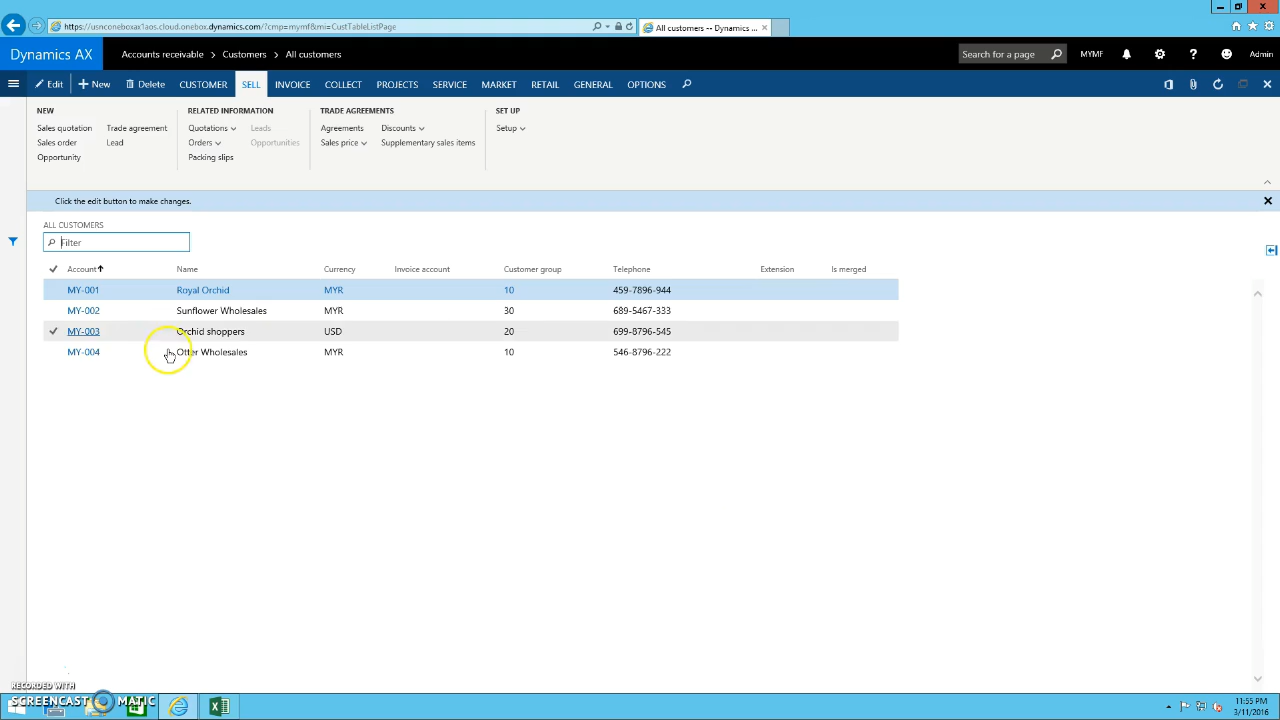 https://usnconeboxax1aos.cloud.onebox.dynamics.com/?cmp=mymf&mi=CustTableListPage
All customers -- Dynamics ...
Dynamics AX
Accounts receivable > Customers > All customers
Search for a page
MYMF
Admin
Edit
New
Delete
CUSTOMER
SELL
INVOICE
COLLECT
PROJECTS
SERVICE
MARKET
RETAIL
GENERAL
OPTIONS
NEW
Sales quotation
Trade agreement
Sales order
Lead
Opportunity
RELATED INFORMATION
Quotations
Leads
Orders
Opportunities
Packing slips
TRADE AGREEMENTS
Agreements
Discounts
Sales price
Supplementary sales items
SET UP
Setup
Click the edit button to make changes.
ALL CUSTOMERS
Filter
Account Name Currency Invoice account Customer group Telephone Extension Is merged
MY-001 Royal Orchid MYR 10 459-7896-944
MY-002 Sunflower Wholesales MYR 30 689-5467-333
MY-003 Orchid shoppers USD 20 699-8796-545
MY-004 Otter Wholesales MYR 10 546-8796-222
RECORDED WITH
SCREENCAST MATIC
11:55 PM
3/11/2016